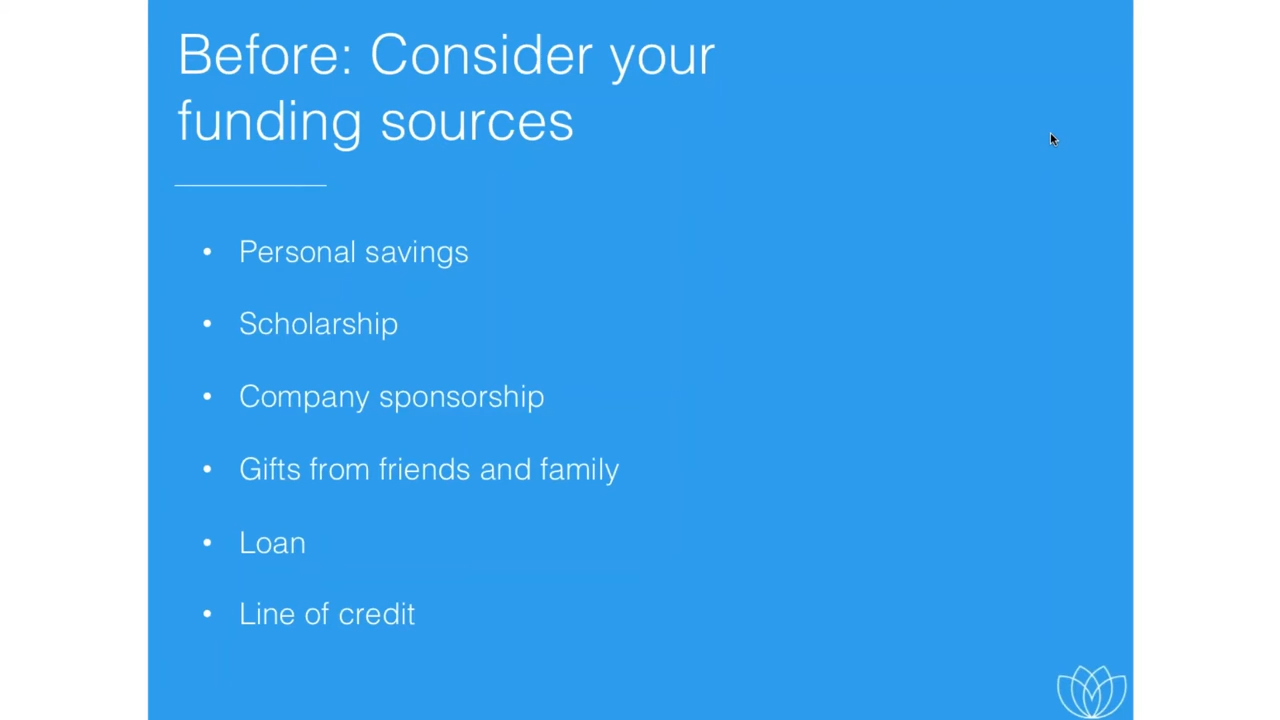 Before: Consider your
funding sources
• Personal savings
• Scholarship
• Company sponsorship
• Gifts from friends and family
• Loan
• Line of credit